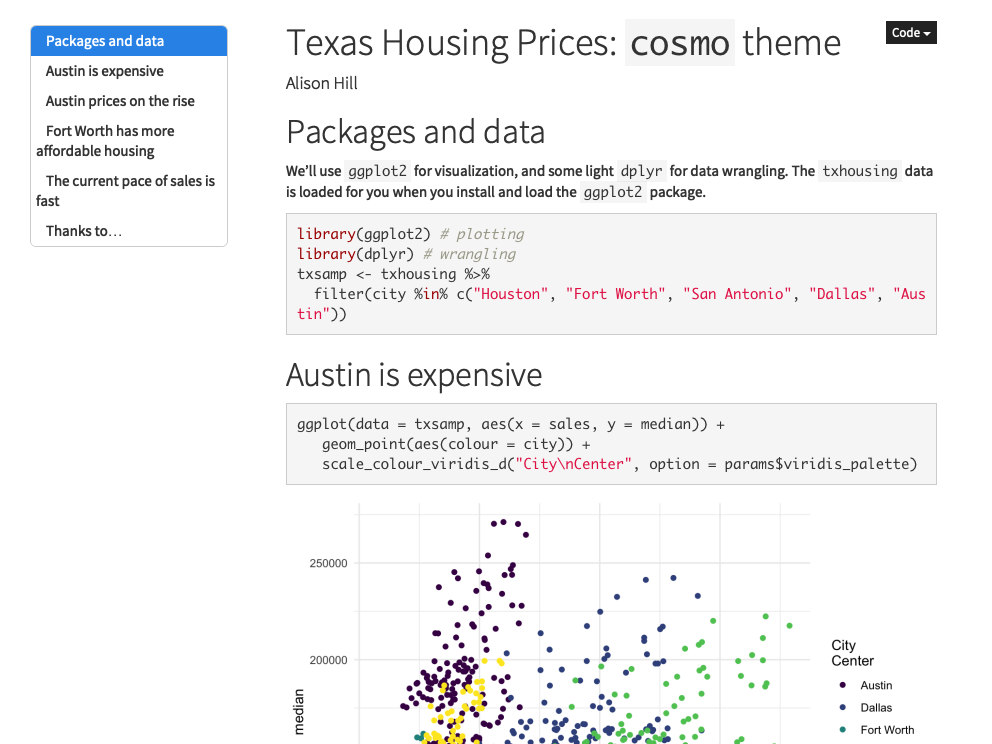 Packages and data
Austin is expensive
Austin prices on the rise
Fort Worth has more
affordable housing
The current pace of sales is
fast
Thanks to…
Texas Housing Prices: cosmo theme
Code
Alison Hill
Packages and data
We’ll use ggplot2 for visualization, and some light dplyr for data wrangling. The txhousing data
is loaded for you when you install and load the ggplot2 package.
library(ggplot2) # plotting
library(dplyr) # wrangling
txsamp <- txhousing %>%
  filter(city %in% c("Houston", "Fort Worth", "San Antonio", "Dallas", "Aus
tin"))
Austin is expensive
ggplot(data = txsamp, aes(x = sales, y = median)) +
   geom_point(aes(colour = city)) +
   scale_colour_viridis_d("City\nCenter", option = params$viridis_palette)
250000
200000
median
City
Center
Austin
Dallas
Fort Worth